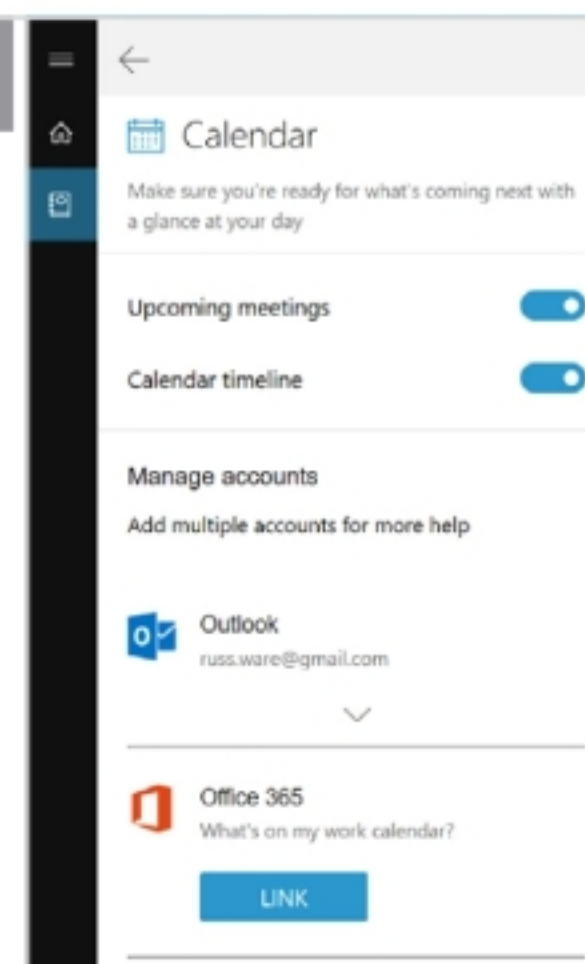 Calendar
Make sure you're ready for what's coming next with
a glance at your day
Upcoming meetings
Calendar timeline
Manage accounts
Add multiple accounts for more help
Outlook
russ.ware@gmail.com
Office 365
What's on my work calendar?
LINK